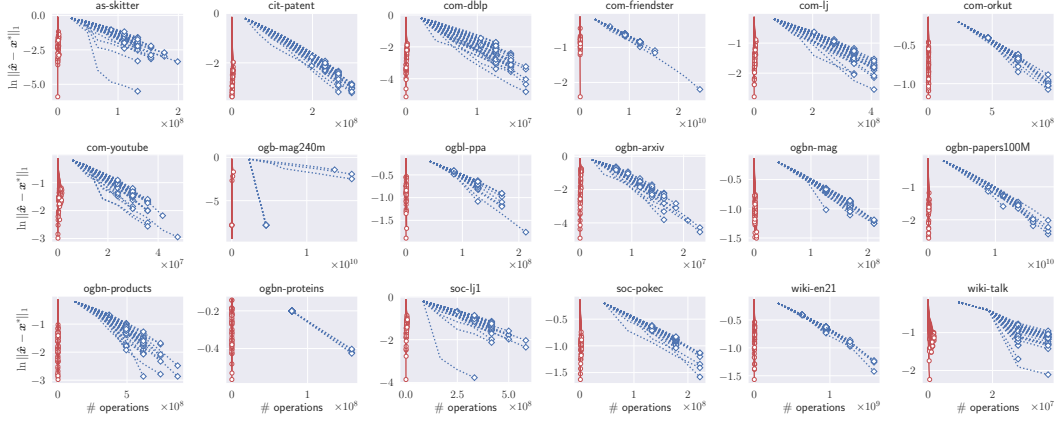 as-skitter cit-patent com-dblp com-friendster com-lj com-orkut
ln ‖x̂ − x*‖₁
0.0 −2.5 −5.0
0 1 2 ×10⁸
0 −2
0 2 ×10⁸
0 −2 −4
0 1 ×10⁷
0 −1 −2
0 1 2 ×10¹⁰
0 −1 −2
0 2 4 ×10⁸
−0.5 −1.0
0 5 ×10⁸
com-youtube ogb-mag240m ogbl-ppa ogbn-arxiv ogbn-mag ogbn-papers100M
ln ‖x̂ − x*‖₁
−1 −2 −3
0 2 4 ×10⁷
0 −5
0 1 ×10¹⁰
−0.5 −1.0 −1.5
0 1 2 ×10⁸
0 −2 −4
0 1 2 ×10⁷
−0.5 −1.0 −1.5
0 1 2 ×10⁸
−1 −2
0 1 ×10¹⁰
ogbn-products ogbn-proteins soc-lj1 soc-pokec wiki-en21 wiki-talk
ln ‖x̂ − x*‖₁
−1 −2 −3
0 5 ×10⁸
# operations
−0.2 −0.4
0 1 ×10⁸
# operations
0 −2 −4
0.0 2.5 5.0 ×10⁸
# operations
−0.5 −1.0 −1.5
0 2 ×10⁸
# operations
−0.5 −1.0 −1.5
0 1 ×10⁹
# operations
−1 −2
0 2 ×10⁷
# operations